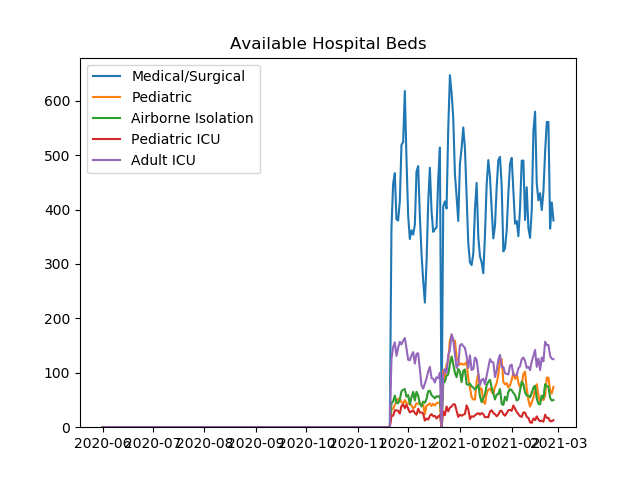 Available Hospital Beds
Medical/Surgical
Pediatric
Airborne Isolation
Pediatric ICU
Adult ICU
600
500
400
300
200
100
0
2020-06 2020-07 2020-08 2020-09 2020-10 2020-11 2020-12 2021-01 2021-02 2021-03